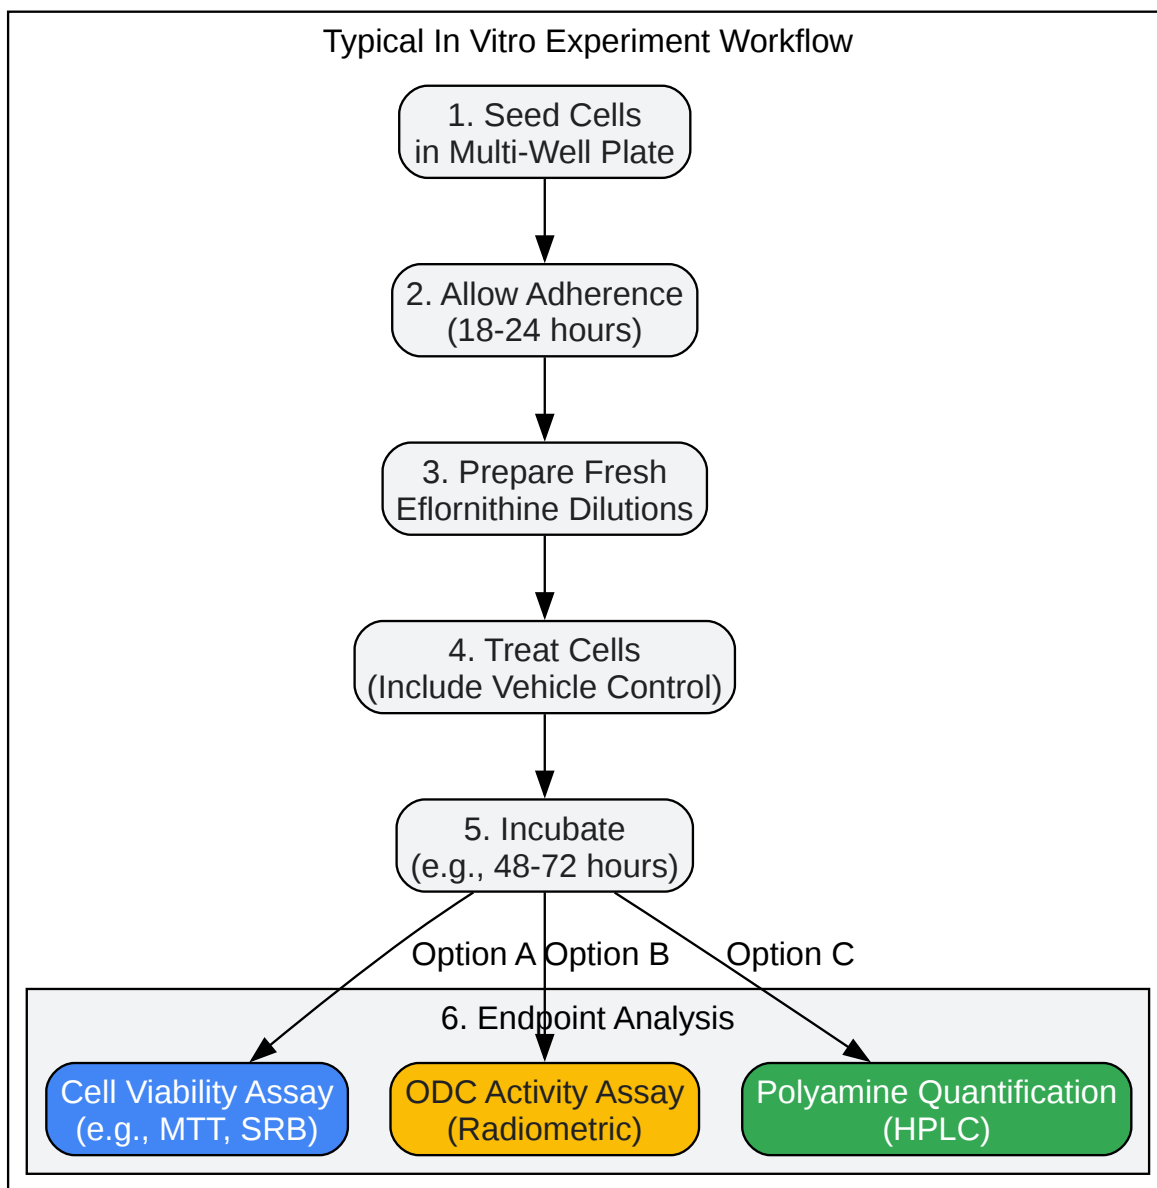 Typical In Vitro Experiment Workflow
1. Seed Cells
in Multi-Well Plate
2. Allow Adherence
(18-24 hours)
3. Prepare Fresh
Eflornithine Dilutions
4. Treat Cells
(Include Vehicle Control)
5. Incubate
(e.g., 48-72 hours)
Option A
Option B
Option C
6. Endpoint Analysis
Cell Viability Assay
(e.g., MTT, SRB)
ODC Activity Assay
(Radiometric)
Polyamine Quantification
(HPLC)